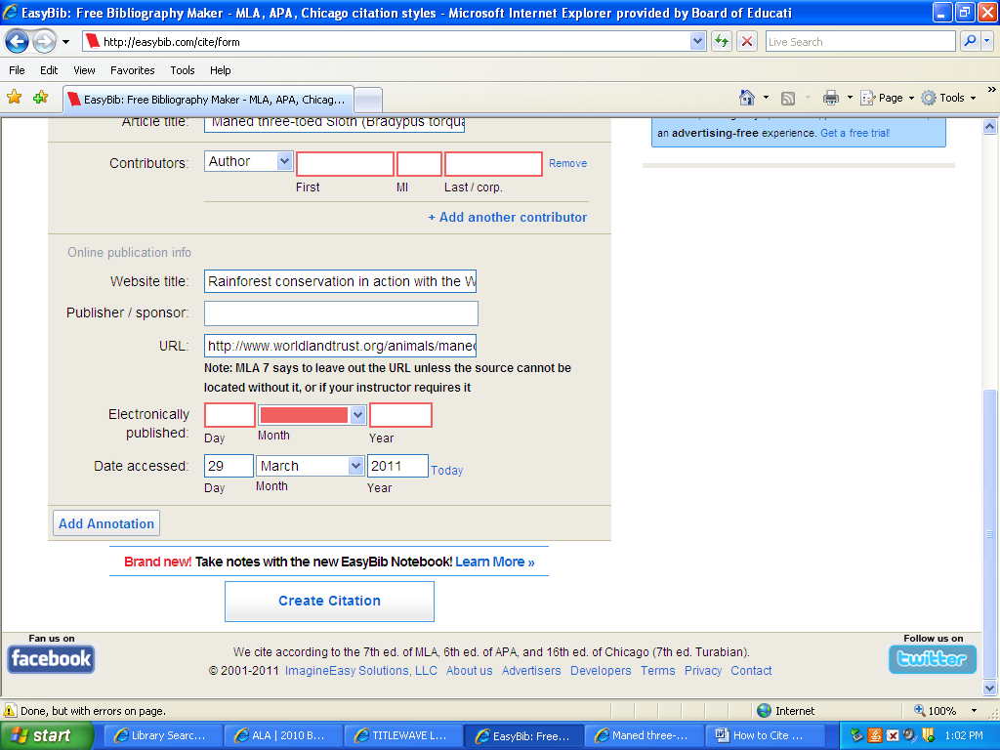 EasyBib: Free Bibliography Maker - MLA, APA, Chicago citation styles - Microsoft Internet Explorer provided by Board of Educati
http://easybib.com/cite/form
Live Search
File Edit View Favorites Tools Help
EasyBib: Free Bibliography Maker - MLA, APA, Chicag...
Page Tools »
Article title: Maned three-toed Sloth (Bradypus torqua
an advertising-free experience. Get a free trial!
Contributors: Author Remove
First MI Last / corp.
+ Add another contributor
Online publication info
Website title: Rainforest conservation in action with the W
Publisher / sponsor:
URL: http://www.worldlandtrust.org/animals/maned
Note: MLA 7 says to leave out the URL unless the source cannot be
located without it, or if your instructor requires it
Electronically
published:
Day Month Year
Date accessed: 29 March 2011 Today
Day Month Year
Add Annotation
Brand new! Take notes with the new EasyBib Notebook! Learn More »
Create Citation
Fan us on
facebook
We cite according to the 7th ed. of MLA, 6th ed. of APA, and 16th ed. of Chicago (7th ed. Turabian).
© 2001-2011 ImagineEasy Solutions, LLC About us Advertisers Developers Terms Privacy Contact
Follow us on
twitter
Done, but with errors on page. Internet 100%
start Library Searc... ALA | 2010 B... TITLEWAVE L... EasyBib: Free... Maned three-... How to Cite ... 1:02 PM